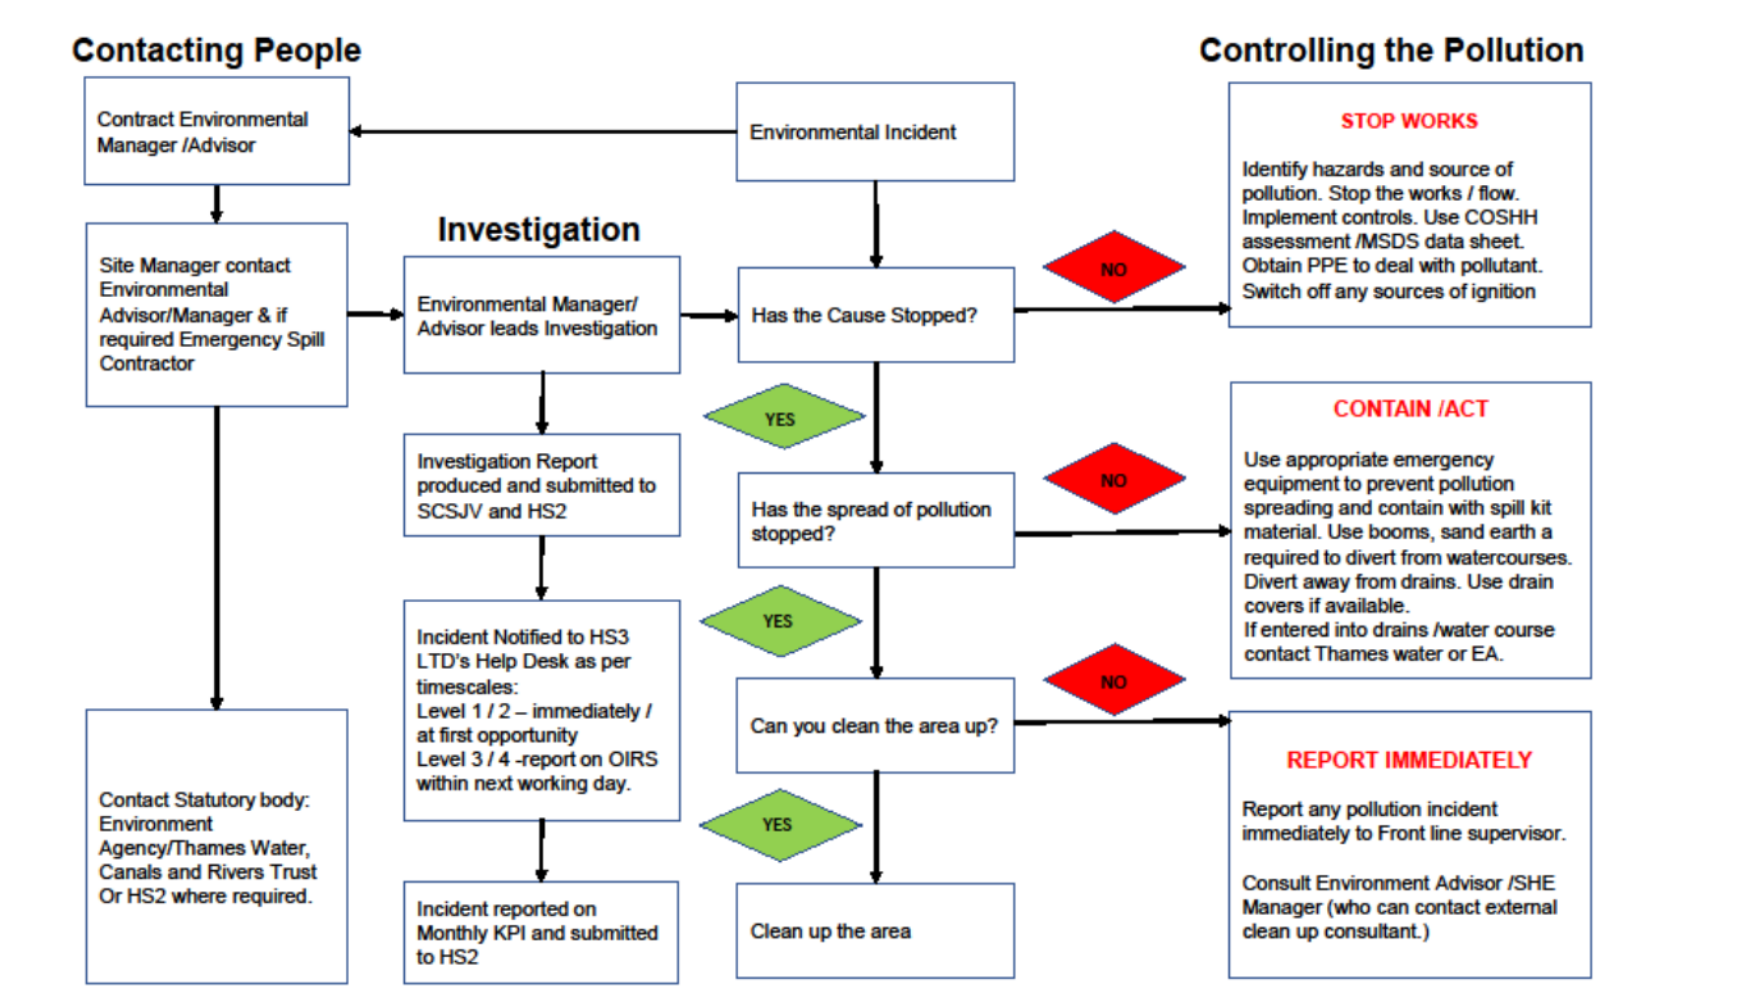 Contacting People
Contract Environmental
Manager /Advisor
Site Manager contact
Environmental
Advisor/Manager & if
required Emergency Spill
Contractor
Contact Statutory body:
Environment
Agency/Thames Water,
Canals and Rivers Trust
Or HS2 where required.
Investigation
Environmental Manager/
Advisor leads Investigation
Investigation Report
produced and submitted to
SCSJV and HS2
Incident Notified to HS3
LTD's Help Desk as per
timescales:
Level 1 / 2 – immediately /
at first opportunity
Level 3 / 4 -report on OIRS
within next working day.
Incident reported on
Monthly KPI and submitted
to HS2
Environmental Incident
Has the Cause Stopped?
YES
Has the spread of pollution
stopped?
YES
Can you clean the area up?
YES
Clean up the area
NO
NO
NO
Controlling the Pollution
STOP WORKS
Identify hazards and source of
pollution. Stop the works / flow.
Implement controls. Use COSHH
assessment /MSDS data sheet.
Obtain PPE to deal with pollutant.
Switch off any sources of ignition
CONTAIN /ACT
Use appropriate emergency
equipment to prevent pollution
spreading and contain with spill kit
material. Use booms, sand earth a
required to divert from watercourses.
Divert away from drains. Use drain
covers if available.
If entered into drains /water course
contact Thames water or EA.
REPORT IMMEDIATELY
Report any pollution incident
immediately to Front line supervisor.
Consult Environment Advisor /SHE
Manager (who can contact external
clean up consultant.)